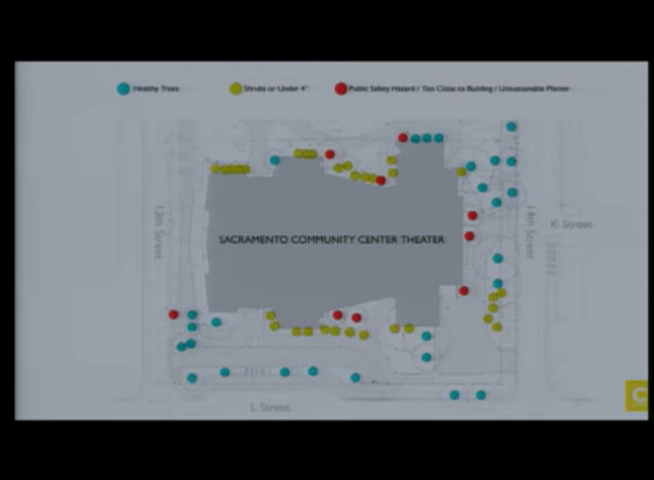 Healthy Trees
Shrubs or Under 4"
Public Safety Hazard / Too Close to Building / Unsustainable Planter
13th Street
SACRAMENTO COMMUNITY CENTER THEATER
14th Street
K Street
L Street
C